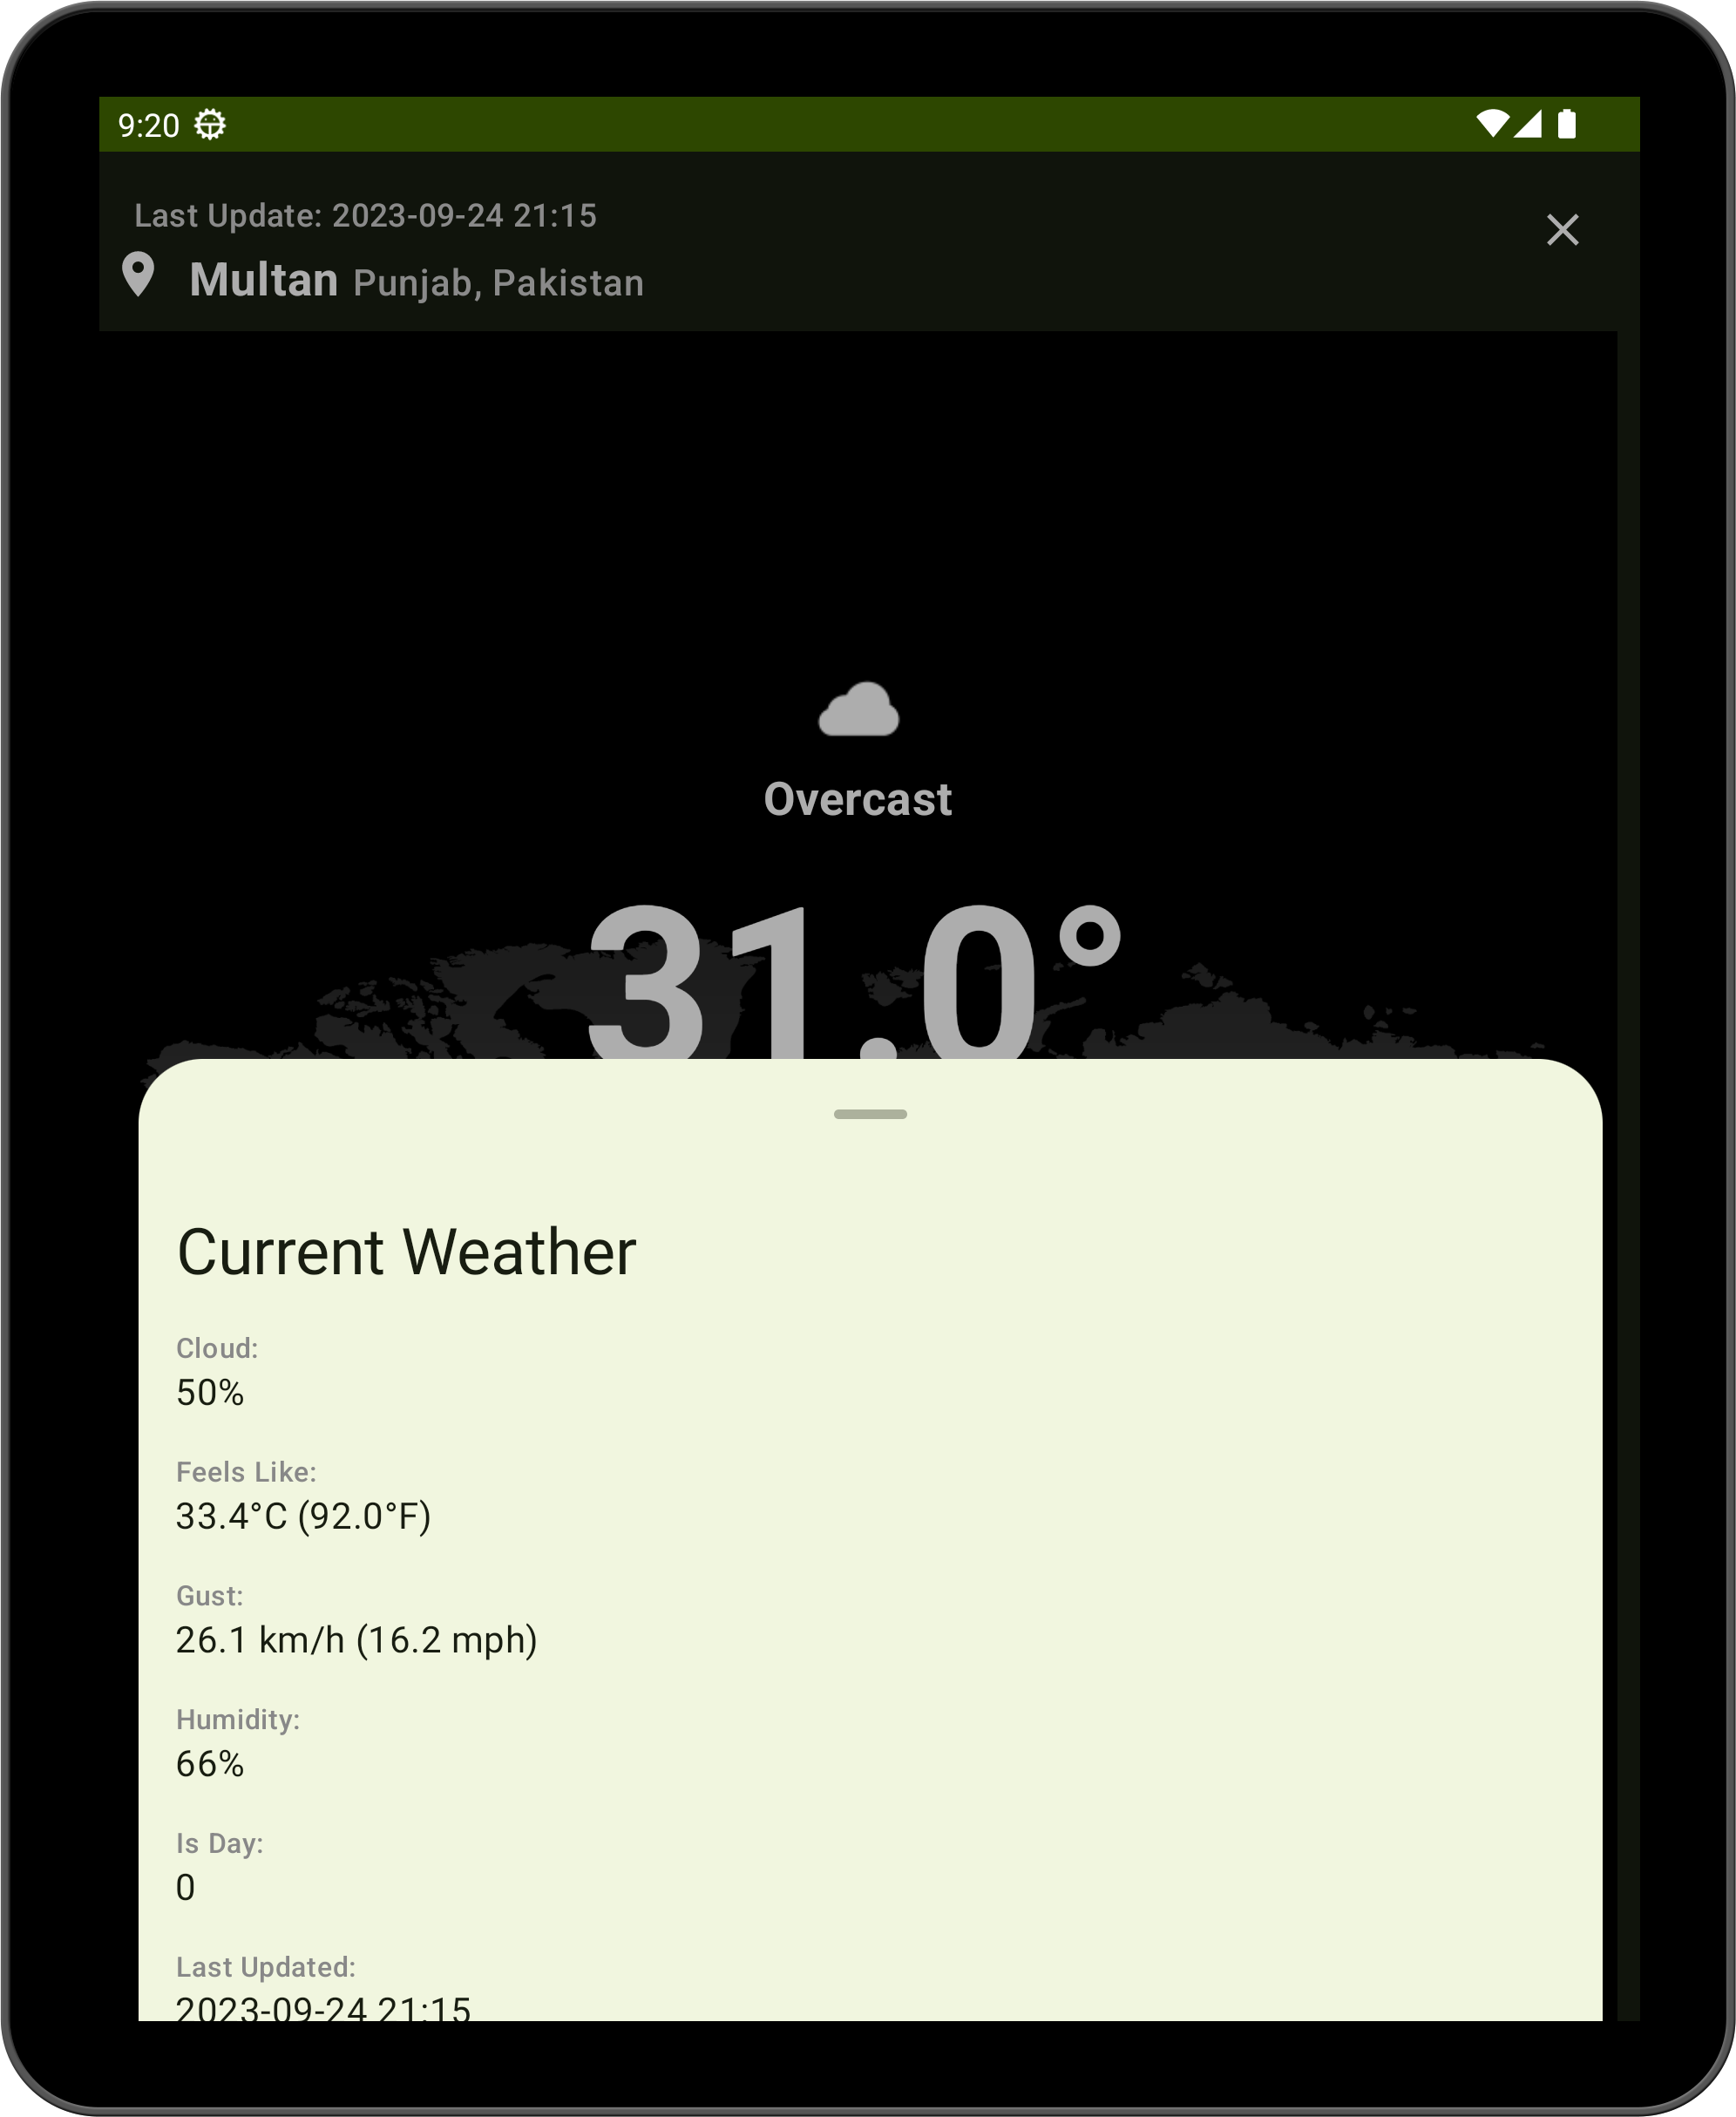 9:20
Last Update: 2023-09-24 21:15
Multan Punjab, Pakistan
Overcast
31.0°
Current Weather
Cloud:
50%
Feels Like:
33.4°C (92.0°F)
Gust:
26.1 km/h (16.2 mph)
Humidity:
66%
Is Day:
0
Last Updated:
2023-09-24 21:15